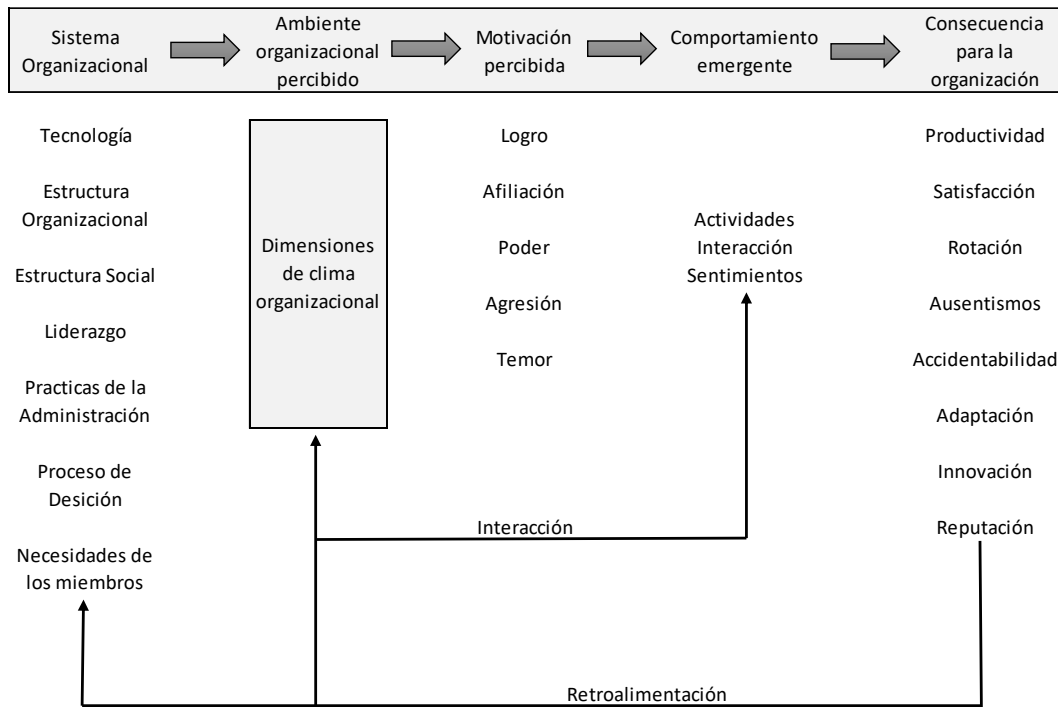 Sistema
Organizacional
Ambiente
organizacional
percibido
Motivación
percibida
Comportamiento
emergente
Consecuencia
para la
organización
Tecnología
Estructura
Organizacional
Estructura Social
Liderazgo
Practicas de la
Administración
Proceso de
Desición
Necesidades de
los miembros
Dimensiones
de clima
organizacional
Logro
Afiliación
Poder
Agresión
Temor
Actividades
Interacción
Sentimientos
Productividad
Satisfacción
Rotación
Ausentismos
Accidentabilidad
Adaptación
Innovación
Reputación
Interacción
Retroalimentación